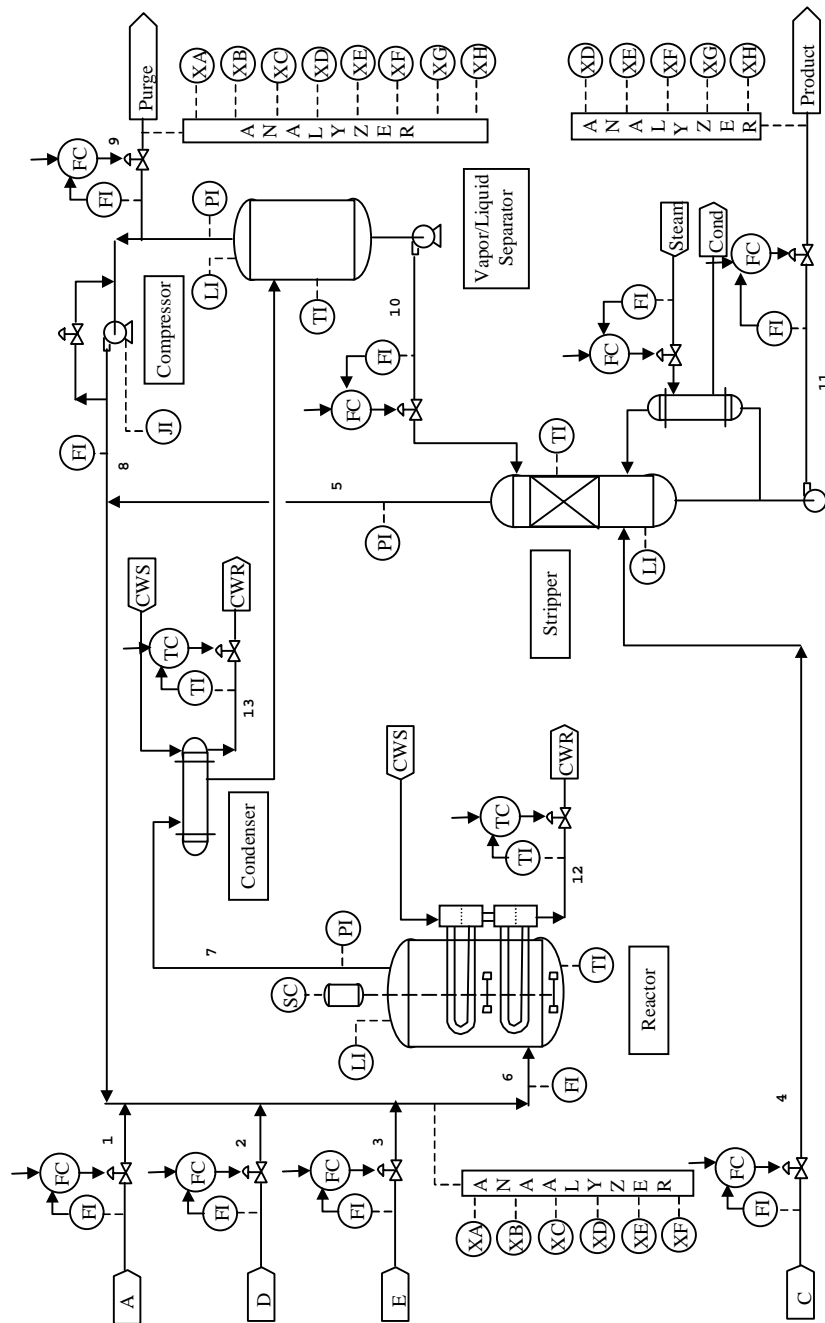 A
FI
FC
1
D
FI
FC
2
E
FI
FC
3
C
FI
FC
4
XA
XB
XC
XD
XE
XF
ANALYZER
6
FI
LI
SC
PI
TI
Reactor
7
CWS
TI
TC
12
CWR
Condenser
CWS
TI
TC
13
CWR
8
FI
5
PI
Stripper
LI
TI
JI
Compressor
LI
PI
TI
Vapor/Liquid
Separator
10
FI
FC
FC
FI
Steam
Cond
FI
FC
9
Purge
ANALYZER
XA
XB
XC
XD
XE
XF
XG
XH
FI
FC
11
Product
ANALYZER
XD
XE
XF
XG
XH